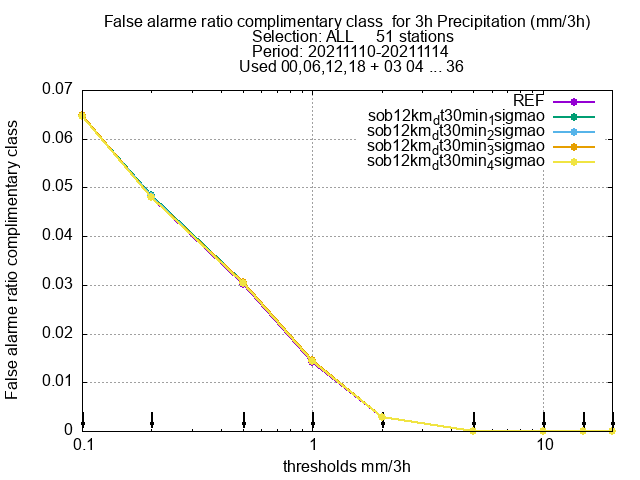 False alarme ratio complimentary class  for 3h Precipitation (mm/3h)
Selection: ALL     51 stations
Period: 20211110-20211114
Used 00,06,12,18 + 03 04 ... 36
REF
sob12km_dt30min_1sigmao
sob12km_dt30min_2sigmao
sob12km_dt30min_3sigmao
sob12km_dt30min_4sigmao
0.07
0.06
0.05
0.04
0.03
0.02
0.01
0
False alarme ratio complimentary class
0.1 1 10
thresholds mm/3h